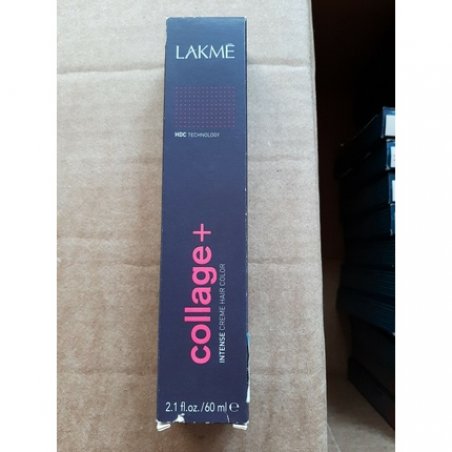 LAKMĒ
HDC TECHNOLOGY
collage+
INTENSE CREME HAIR COLOR
2.1 fl.oz./60 ml ℮